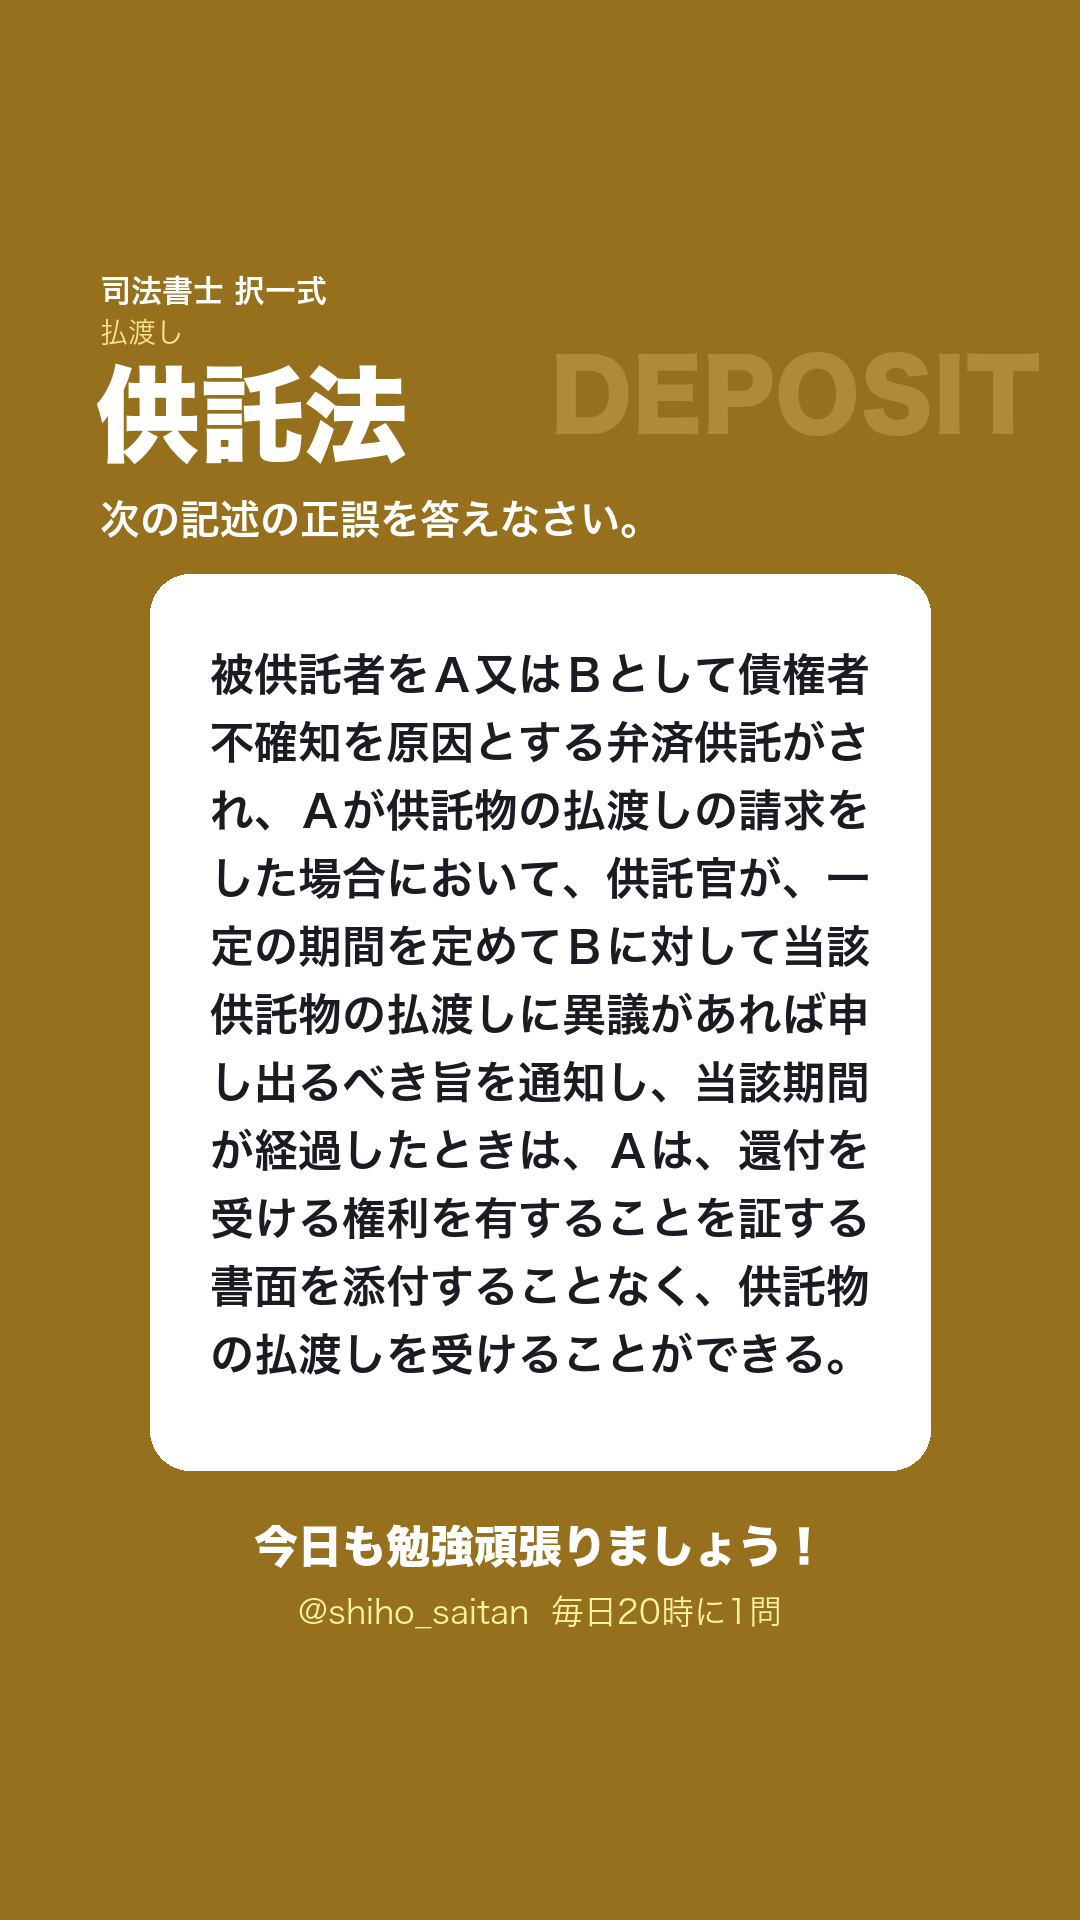 司法書士 択一式
払渡し
供託法
DEPOSIT
次の記述の正誤を答えなさい。
被供託者をＡ又はＢとして債権者
不確知を原因とする弁済供託がさ
れ、Ａが供託物の払渡しの請求を
した場合において、供託官が、一
定の期間を定めてＢに対して当該
供託物の払渡しに異議があれば申
し出るべき旨を通知し、当該期間
が経過したときは、Ａは、還付を
受ける権利を有することを証する
書面を添付することなく、供託物
の払渡しを受けることができる。
今日も勉強頑張りましょう！
@shiho_saitan 毎日20時に1問